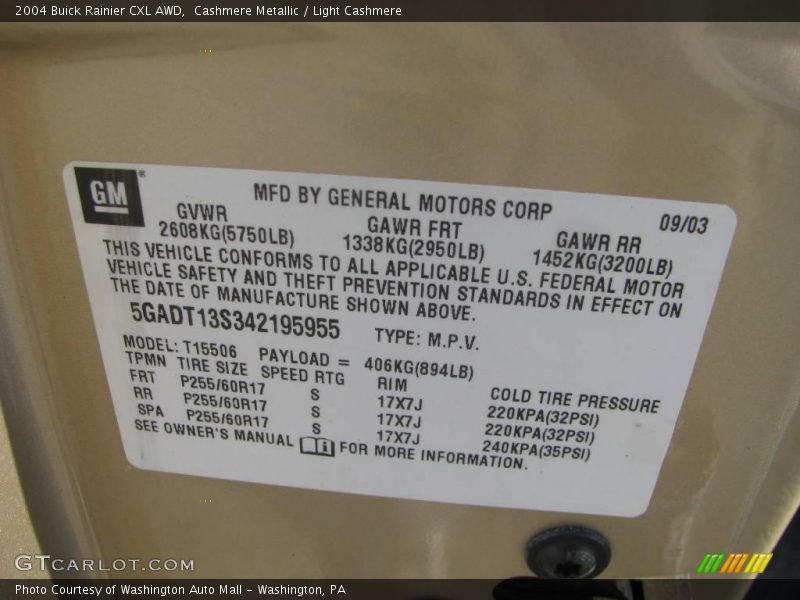 2004 Buick Rainier CXL AWD,  Cashmere Metallic / Light Cashmere
GM®
MFD BY GENERAL MOTORS CORP
09/03
GVWR GAWR FRT GAWR RR
2608KG(5750LB) 1338KG(2950LB) 1452KG(3200LB)
THIS VEHICLE CONFORMS TO ALL APPLICABLE U.S. FEDERAL MOTOR
VEHICLE SAFETY AND THEFT PREVENTION STANDARDS IN EFFECT ON
THE DATE OF MANUFACTURE SHOWN ABOVE.
5GADT13S342195955 TYPE: M.P.V.
MODEL: T15506 PAYLOAD = 406KG(894LB)
TPMN TIRE SIZE SPEED RTG RIM COLD TIRE PRESSURE
FRT P255/60R17 S 17X7J 220KPA(32PSI)
RR P255/60R17 S 17X7J 220KPA(32PSI)
SPA P255/60R17 S 17X7J 240KPA(35PSI)
SEE OWNER'S MANUAL FOR MORE INFORMATION.
GTCARLOT.COM
Photo Courtesy of Washington Auto Mall - Washington, PA